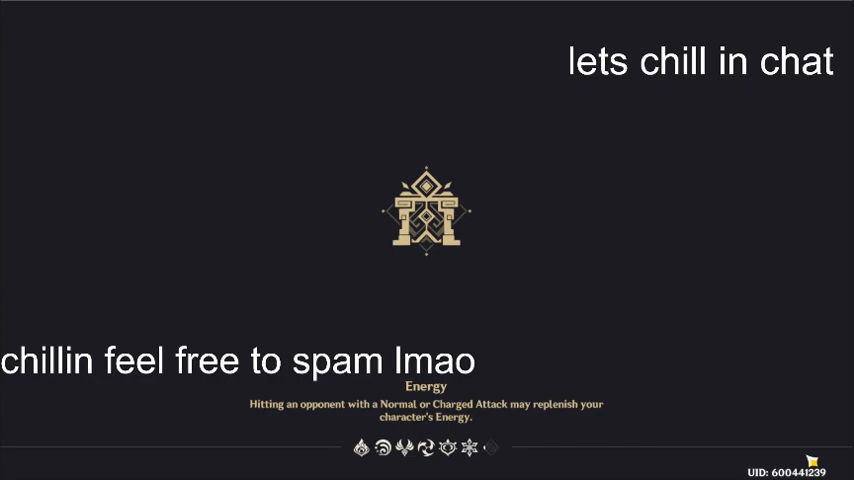 lets chill in chat
chillin feel free to spam lmao
Energy
Hitting an opponent with a Normal or Charged Attack may replenish your
character's Energy.
UID: 600441239